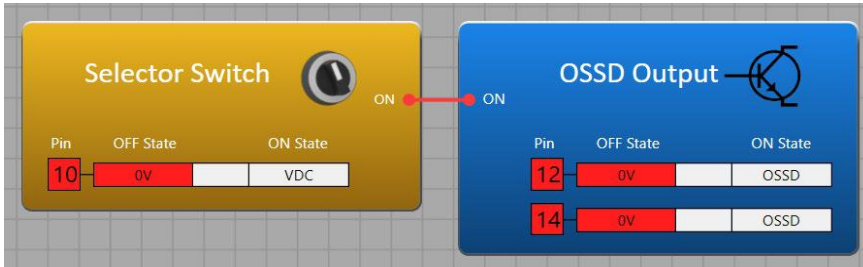 Selector Switch
ON
Pin OFF State ON State
10 0V VDC
OSSD Output
ON
Pin OFF State ON State
12 0V OSSD
14 0V OSSD